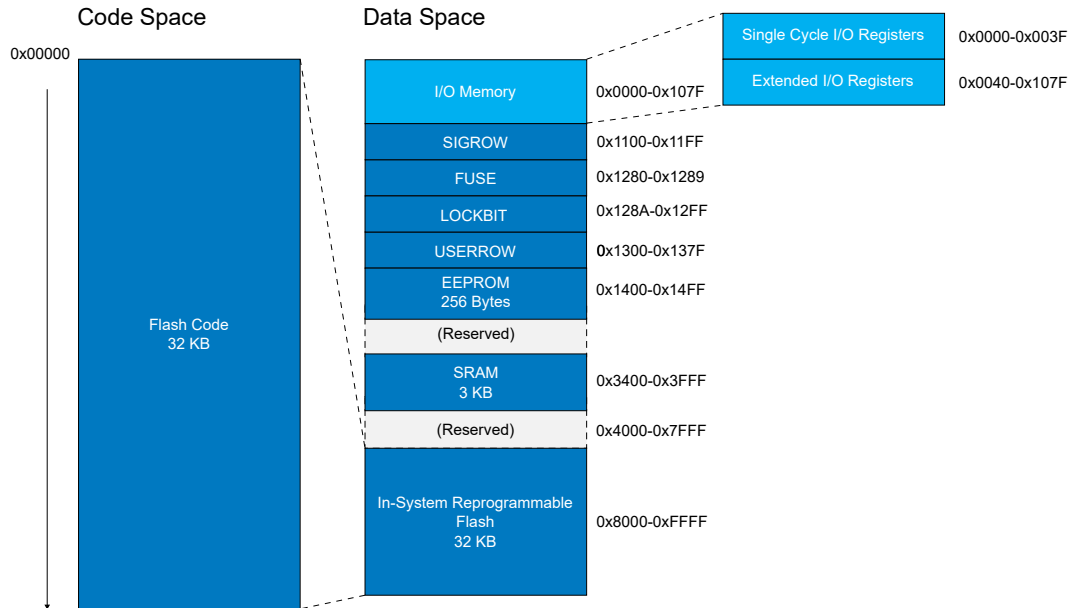 Code Space
Data Space
0x00000
Flash Code
32 KB
I/O Memory
0x0000-0x107F
Single Cycle I/O Registers
0x0000-0x003F
Extended I/O Registers
0x0040-0x107F
SIGROW
0x1100-0x11FF
FUSE
0x1280-0x1289
LOCKBIT
0x128A-0x12FF
USERROW
0x1300-0x137F
EEPROM
256 Bytes
0x1400-0x14FF
(Reserved)
SRAM
3 KB
0x3400-0x3FFF
(Reserved)
0x4000-0x7FFF
In-System Reprogrammable
Flash
32 KB
0x8000-0xFFFF